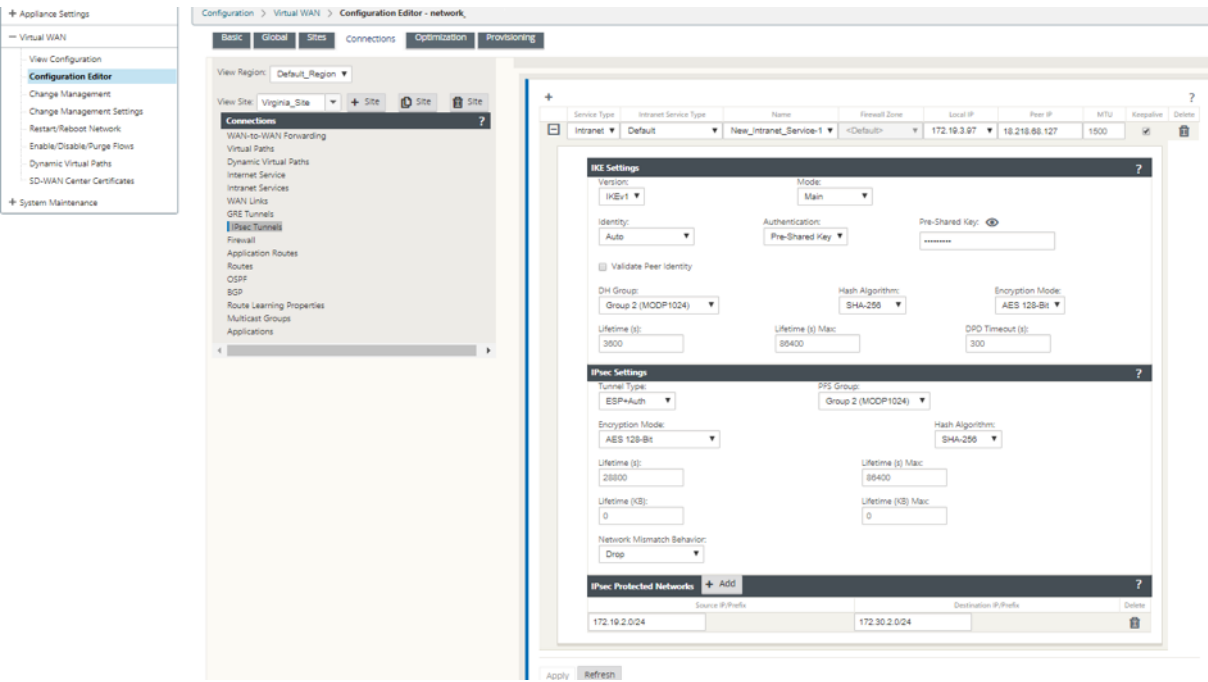 + Appliance Settings
− Virtual WAN
View Configuration
Configuration Editor
Change Management
Change Management Settings
Restart/Reboot Network
Enable/Disable/Purge Flows
Dynamic Virtual Paths
SD-WAN Center Certificates
+ System Maintenance
Configuration > Virtual WAN > Configuration Editor - network
Basic Global Sites Connections Optimization Provisioning
View Region: Default_Region ▼
View Site: Virginia_Site ▼ + Site Site Site
Connections ?
WAN-to-WAN Forwarding
Virtual Paths
Dynamic Virtual Paths
Internet Service
Intranet Services
WAN Links
GRE Tunnels
IPsec Tunnels
Firewall
Application Routes
Routes
OSPF
BGP
Route Learning Properties
Multicast Groups
Applications
+ ?
Service Type Intranet Service Type Name Firewall Zone Local IP Peer IP MTU Keepalive Delete
Intranet ▼ Default ▼ New_Intranet_Service-1 ▼ <Default> ▼ 172.19.3.97 ▼ 18.218.68.127 1500
IKE Settings ?
Version: Mode:
IKEv1 ▼ Main ▼
Identity: Authentication: Pre-Shared Key:
Auto ▼ Pre-Shared Key ▼ ·········
Validate Peer Identity
DH Group: Hash Algorithm: Encryption Mode:
Group 2 (MODP1024) ▼ SHA-256 ▼ AES 128-Bit ▼
Lifetime (s): Lifetime (s) Max: DPD Timeout (s):
3600 86400 300
IPsec Settings ?
Tunnel Type: PFS Group:
ESP+Auth ▼ Group 2 (MODP1024) ▼
Encryption Mode: Hash Algorithm:
AES 128-Bit ▼ SHA-256 ▼
Lifetime (s): Lifetime (s) Max:
28800 86400
Lifetime (KB): Lifetime (KB) Max:
0 0
Network Mismatch Behavior:
Drop ▼
IPsec Protected Networks + Add ?
Source IP/Prefix Destination IP/Prefix Delete
172.19.2.0/24 172.30.2.0/24
Apply Refresh